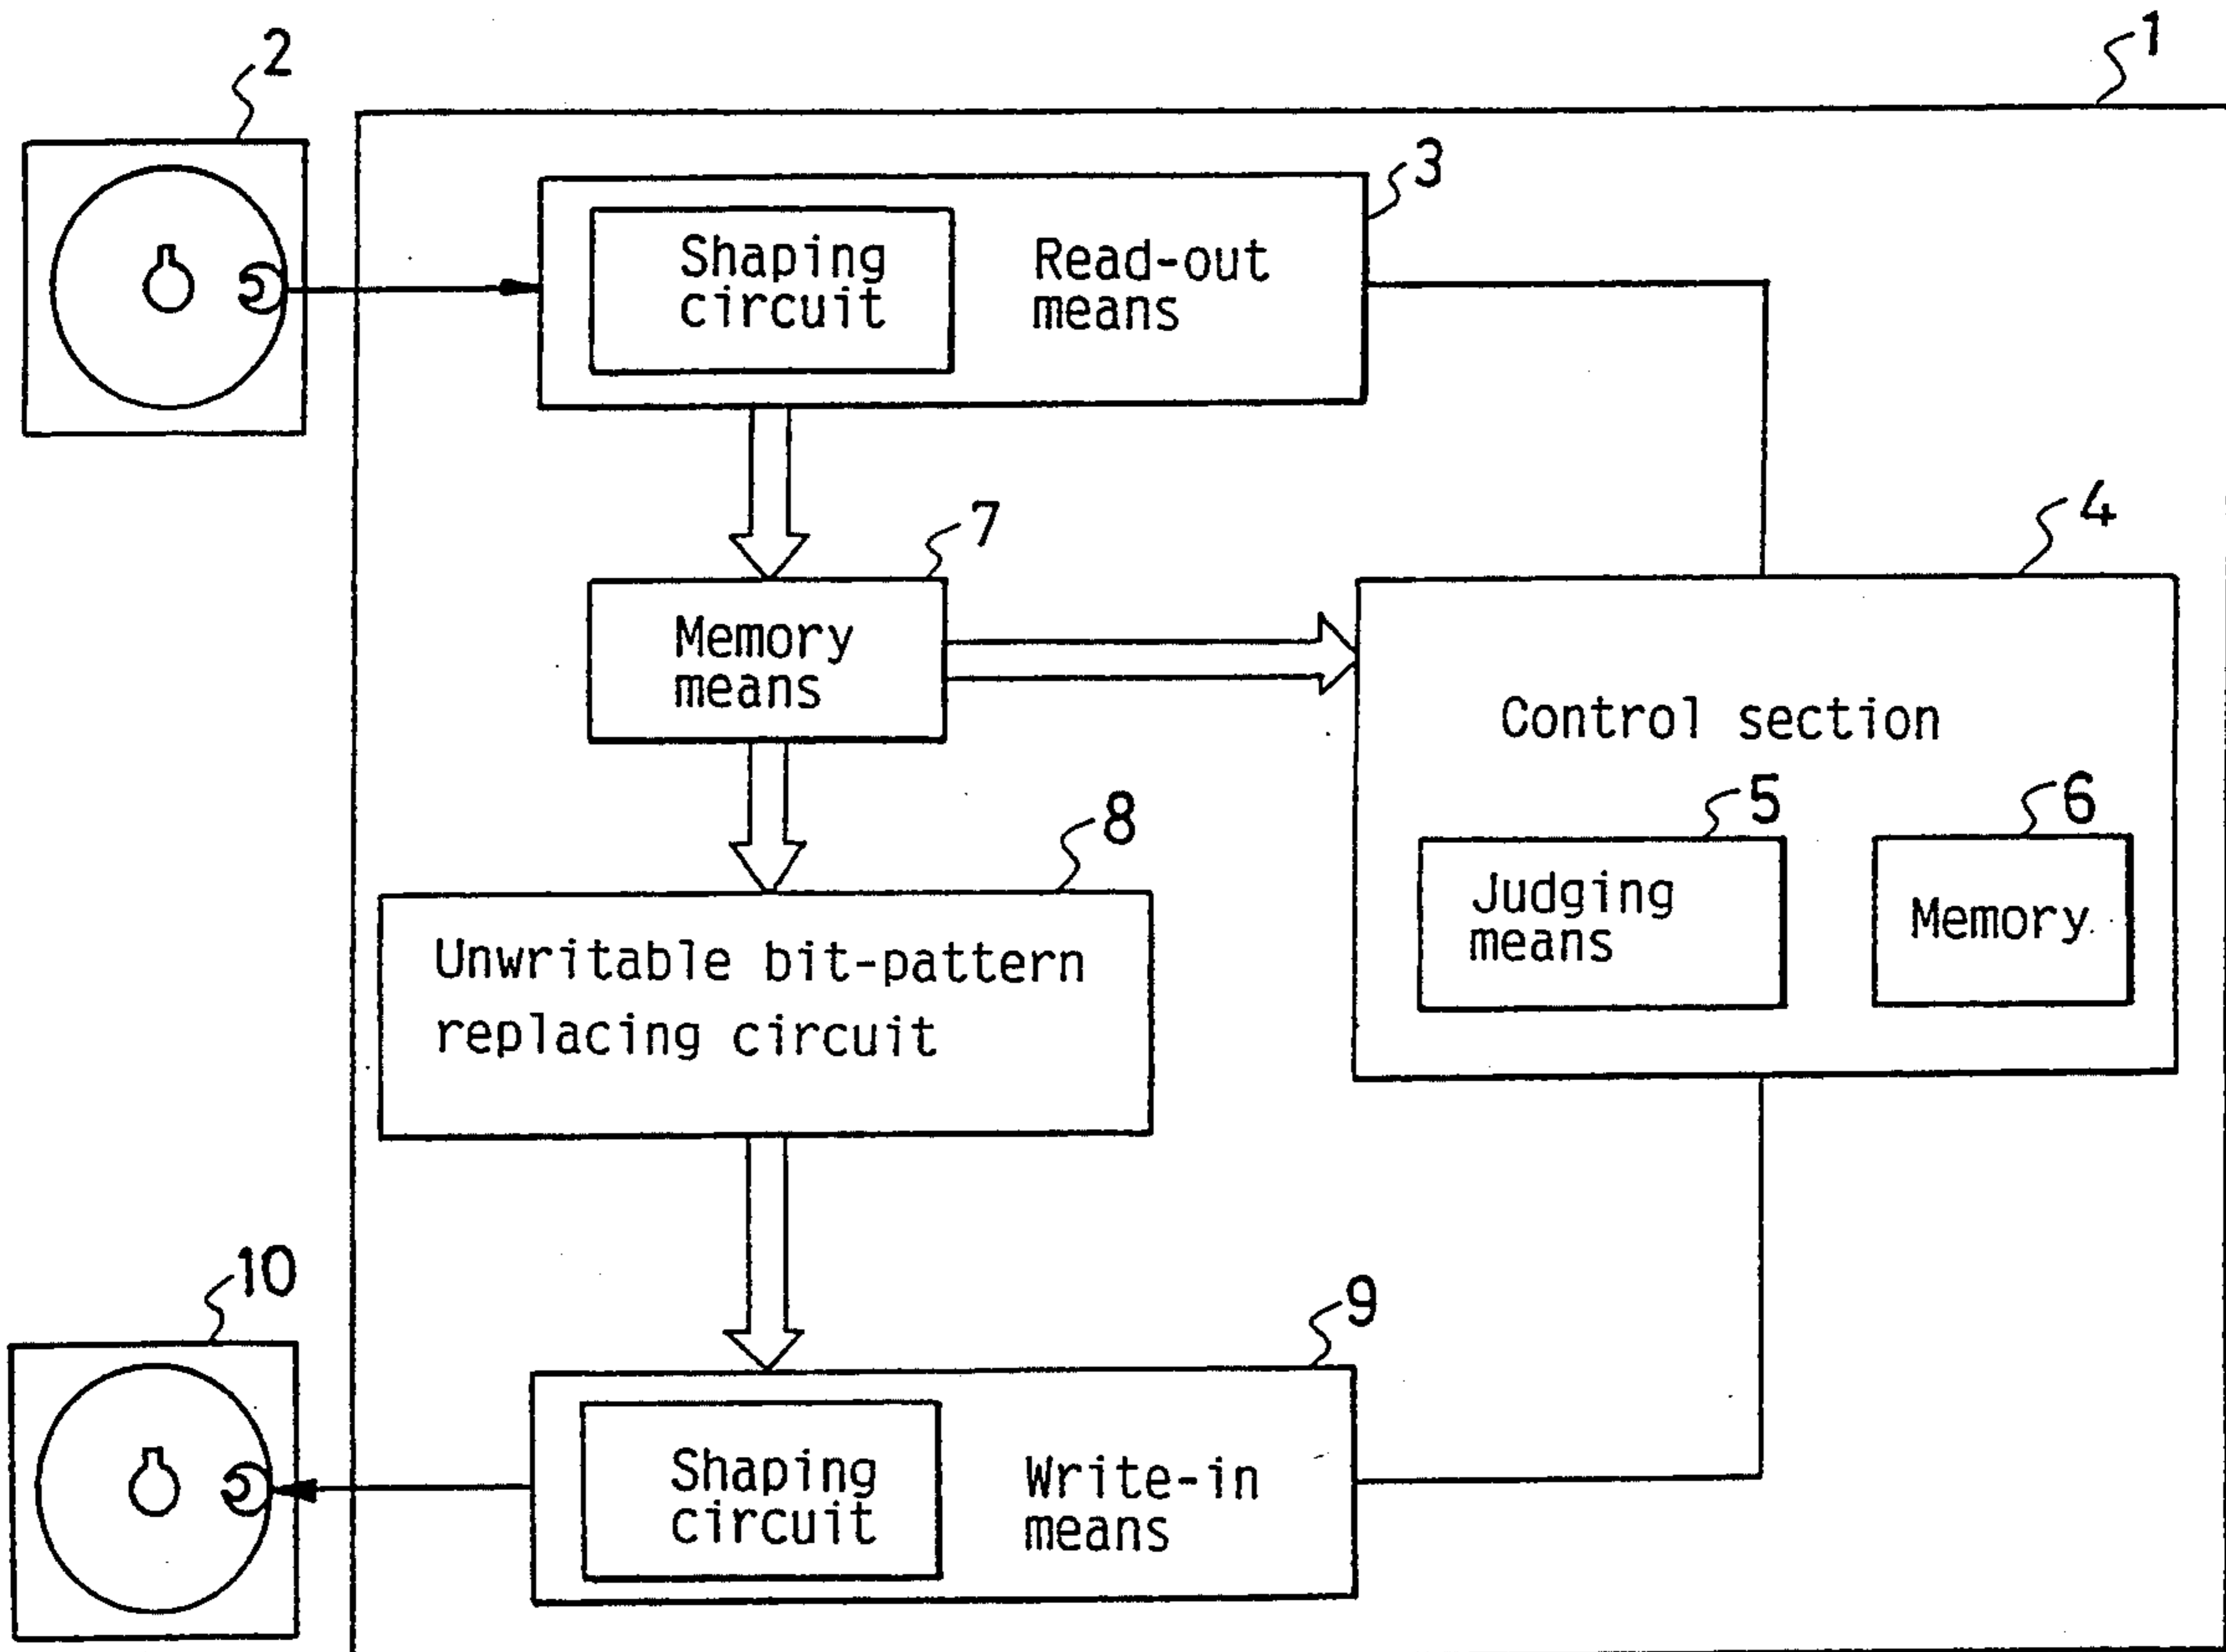 1
2
3
Shaping
circuit
Read-out
means
4
7
Memory
means
Control section
5
6
8
Judging
means
Memory
Unwritable bit-pattern
replacing circuit
10
9
Shaping
circuit
Write-in
means